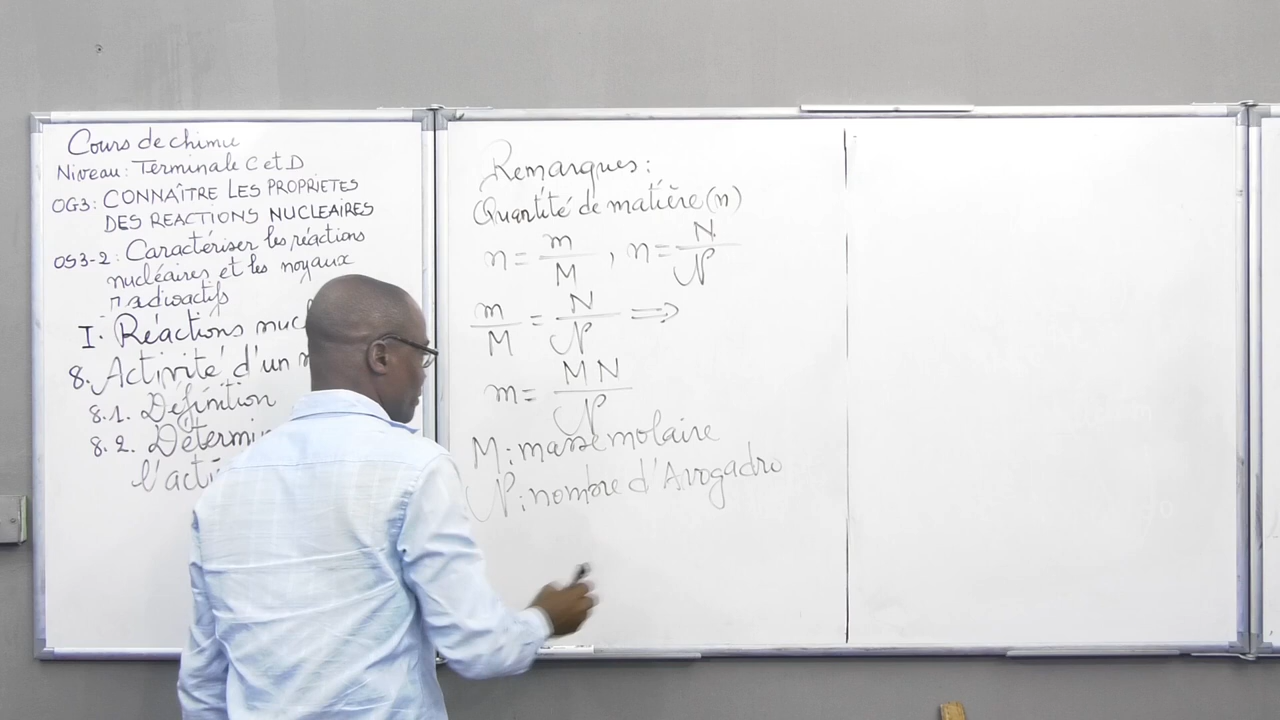 Cours de chimie
Niveau: Terminale C et D
OG3: CONNAÎTRE LES PROPRIETES
DES REACTIONS NUCLEAIRES
OS3-2: Caractériser les réactions
nucléaires et les noyaux
radioactifs
I. Réactions
8. Activité d'un
8.1. Définition
8.2.
Remarques:
Quantité de matière (n)
n = m/M, n = N/𝒩
m/M = N/𝒩 ⟹
m = MN/𝒩
M: masse molaire
𝒩: nombre d'Avogadro